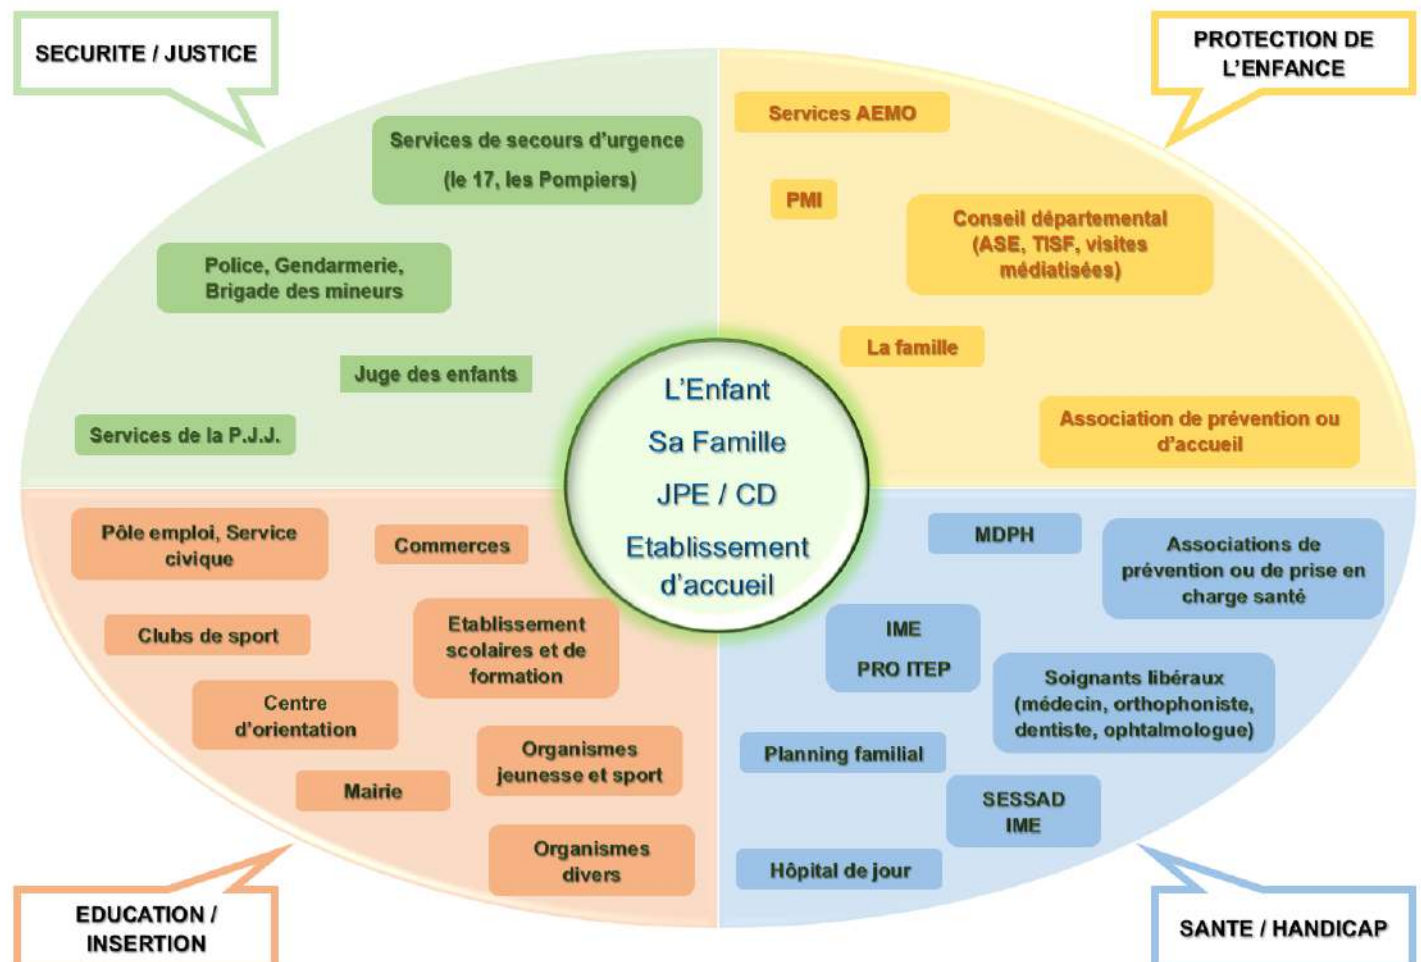 SECURITE / JUSTICE
Services de secours d'urgence
(le 17, les Pompiers)
Police, Gendarmerie,
Brigade des mineurs
Juge des enfants
Services de la P.J.J.
PROTECTION DE
L'ENFANCE
Services AEMO
PMI
Conseil départemental
(ASE, TISF, visites
médiatisées)
La famille
Association de prévention ou
d'accueil
L'Enfant
Sa Famille
JPE / CD
Etablissement
d'accueil
Pôle emploi, Service
civique
Commerces
Clubs de sport
Etablissement
scolaires et de
formation
Centre
d'orientation
Organismes
jeunesse et sport
Mairie
Organismes
divers
EDUCATION /
INSERTION
MDPH
Associations de
prévention ou de prise en
charge santé
IME
PRO ITEP
Soignants libéraux
(médecin, orthophoniste,
dentiste, ophtalmologue)
Planning familial
SESSAD
IME
Hôpital de jour
SANTE / HANDICAP